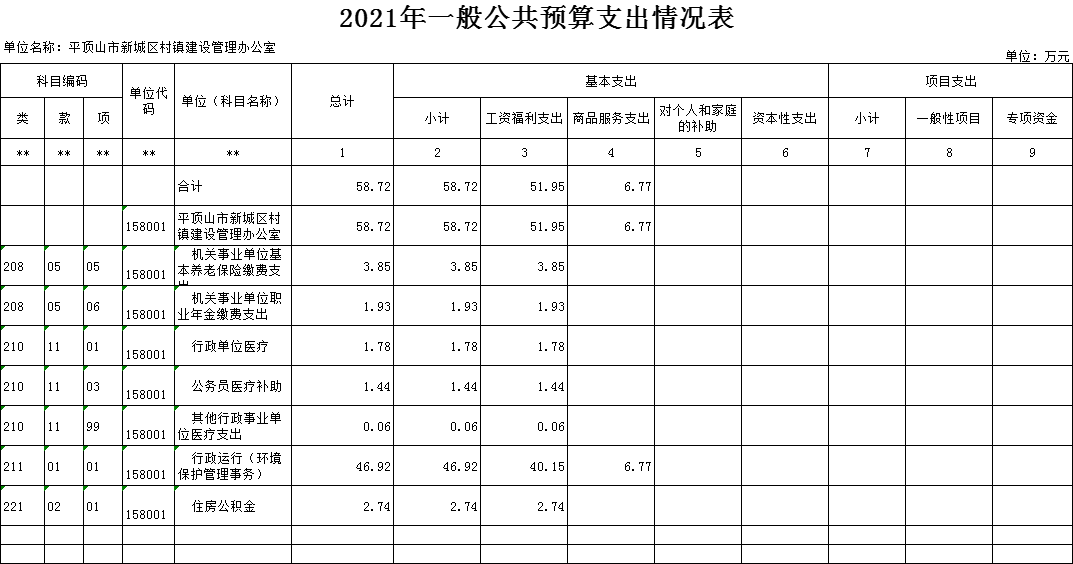 2021年一般公共预算支出情况表
单位名称：平顶山市新城区村镇建设管理办公室
单位：万元
科目编码 单位代码 单位（科目名称） 总计 基本支出 项目支出
类 款 项 小计 工资福利支出 商品服务支出 对个人和家庭的补助 资本性支出 小计 一般性项目 专项资金
** ** ** ** ** 1 2 3 4 5 6 7 8 9
合计 58.72 58.72 51.95 6.77
158001 平顶山市新城区村镇建设管理办公室 58.72 58.72 51.95 6.77
208 05 05 158001 机关事业单位基本养老保险缴费支出 3.85 3.85 3.85
208 05 06 158001 机关事业单位职业年金缴费支出 1.93 1.93 1.93
210 11 01 158001 行政单位医疗 1.78 1.78 1.78
210 11 03 158001 公务员医疗补助 1.44 1.44 1.44
210 11 99 158001 其他行政事业单位医疗支出 0.06 0.06 0.06
211 01 01 158001 行政运行（环境保护管理事务） 46.92 46.92 40.15 6.77
221 02 01 158001 住房公积金 2.74 2.74 2.74